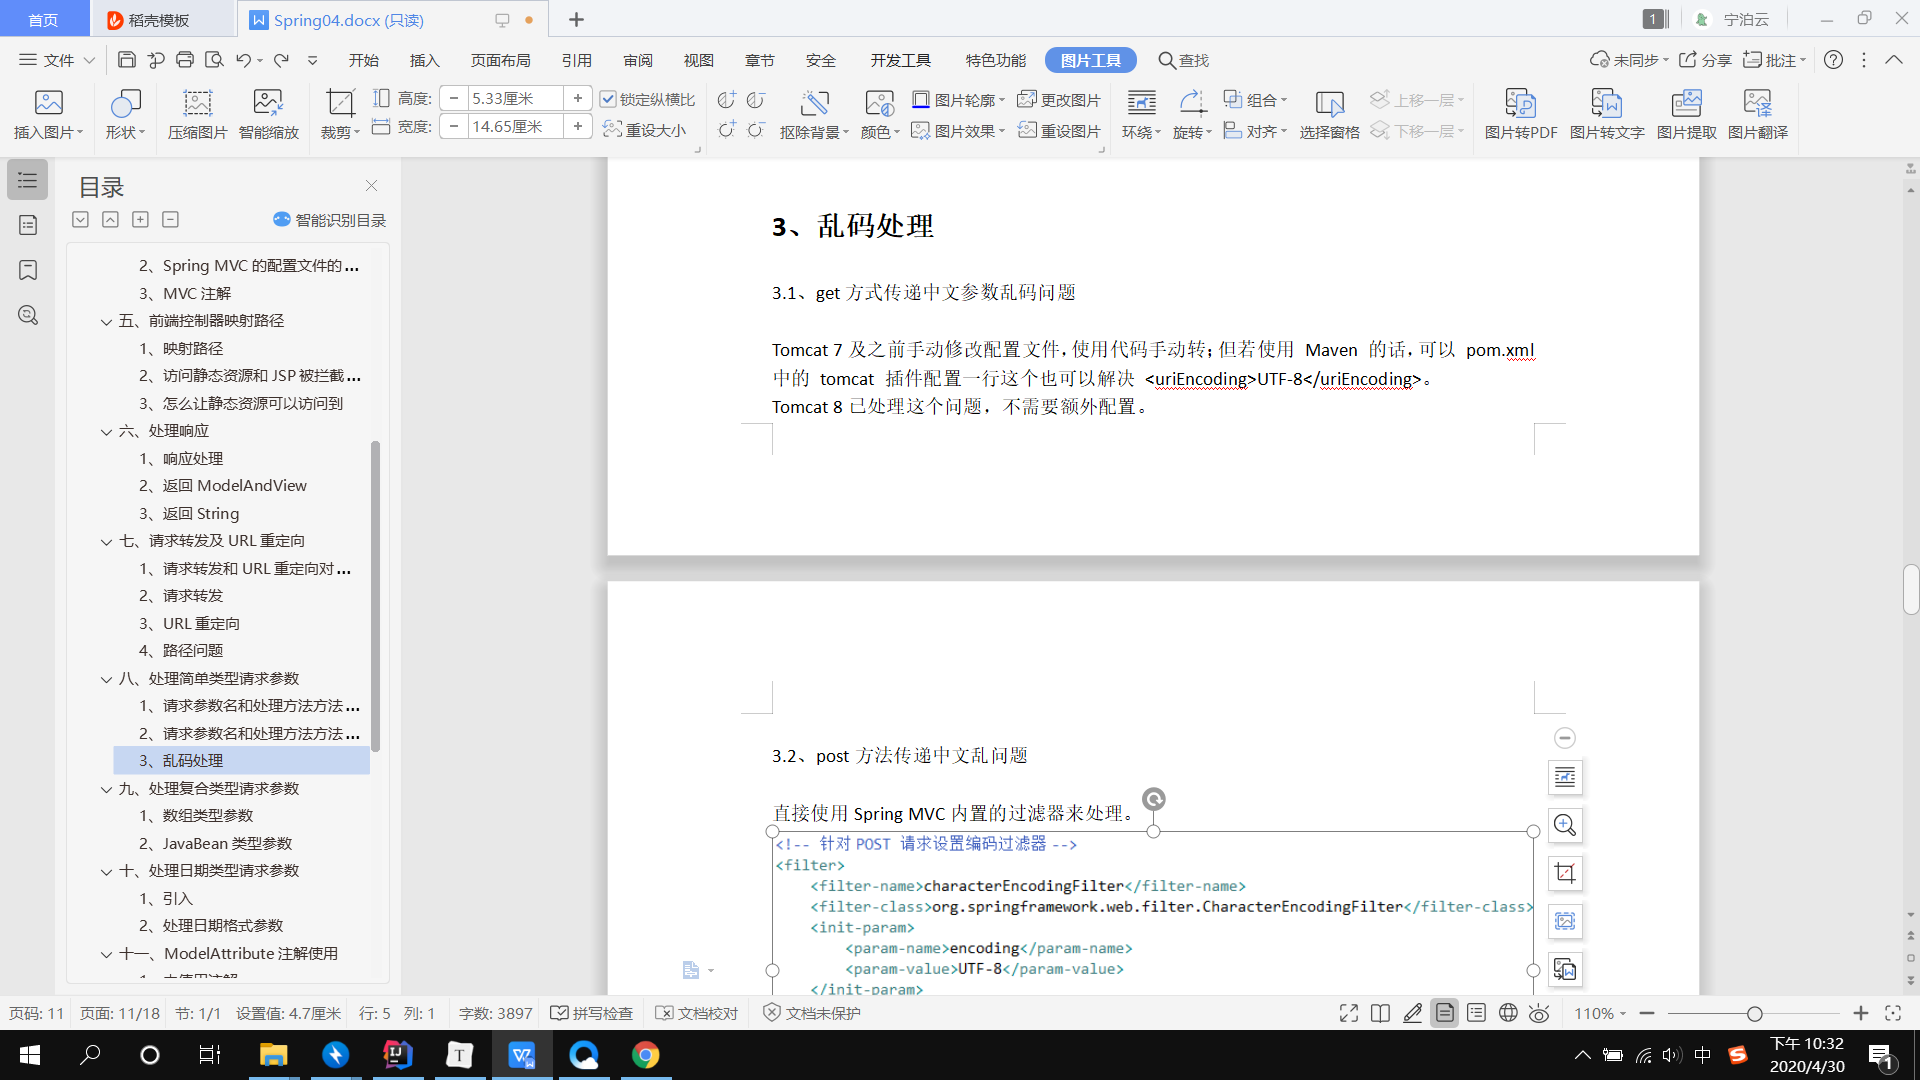 首页
稻壳模板
Spring04.docx (只读)
1
宁泊云
文件
开始
插入
页面布局
引用
审阅
视图
章节
安全
开发工具
特色功能
图片工具
查找
未同步
分享
批注
插入图片
形状
压缩图片
智能缩放
裁剪
高度:
5.33厘米
宽度:
14.65厘米
锁定纵横比
重设大小
抠除背景
颜色
图片轮廓
图片效果
更改图片
重设图片
环绕
旋转
组合
对齐
选择窗格
上移一层
下移一层
图片转PDF
图片转文字
图片提取
图片翻译
目录
智能识别目录
2、Spring MVC 的配置文件的...
3、MVC 注解
五、前端控制器映射路径
1、映射路径
2、访问静态资源和 JSP 被拦截...
3、怎么让静态资源可以访问到
六、处理响应
1、响应处理
2、返回 ModelAndView
3、返回 String
七、请求转发及 URL 重定向
1、请求转发和 URL 重定向对...
2、请求转发
3、URL 重定向
4、路径问题
八、处理简单类型请求参数
1、请求参数名和处理方法方法...
2、请求参数名和处理方法方法...
3、乱码处理
九、处理复合类型请求参数
1、数组类型参数
2、JavaBean 类型参数
十、处理日期类型请求参数
1、引入
2、处理日期格式参数
十一、ModelAttribute 注解使用
3、乱码处理
3.1、get 方式传递中文参数乱码问题
Tomcat 7 及之前手动修改配置文件，使用代码手动转；但若使用 Maven 的话，可以 pom.xml
中的 tomcat 插件配置一行这个也可以解决 <uriEncoding>UTF-8</uriEncoding>。
Tomcat 8 已处理这个问题，不需要额外配置。
3.2、post 方法传递中文乱问题
直接使用 Spring MVC 内置的过滤器来处理。
<!-- 针对 POST 请求设置编码过滤器 -->
<filter>
<filter-name>characterEncodingFilter</filter-name>
<filter-class>org.springframework.web.filter.CharacterEncodingFilter</filter-class>
<init-param>
<param-name>encoding</param-name>
<param-value>UTF-8</param-value>
</init-param>
页码: 11
页面: 11/18
节: 1/1
设置值: 4.7厘米
行: 5
列: 1
字数: 3897
拼写检查
文档校对
文档未保护
110%
中
下午 10:32
2020/4/30
1